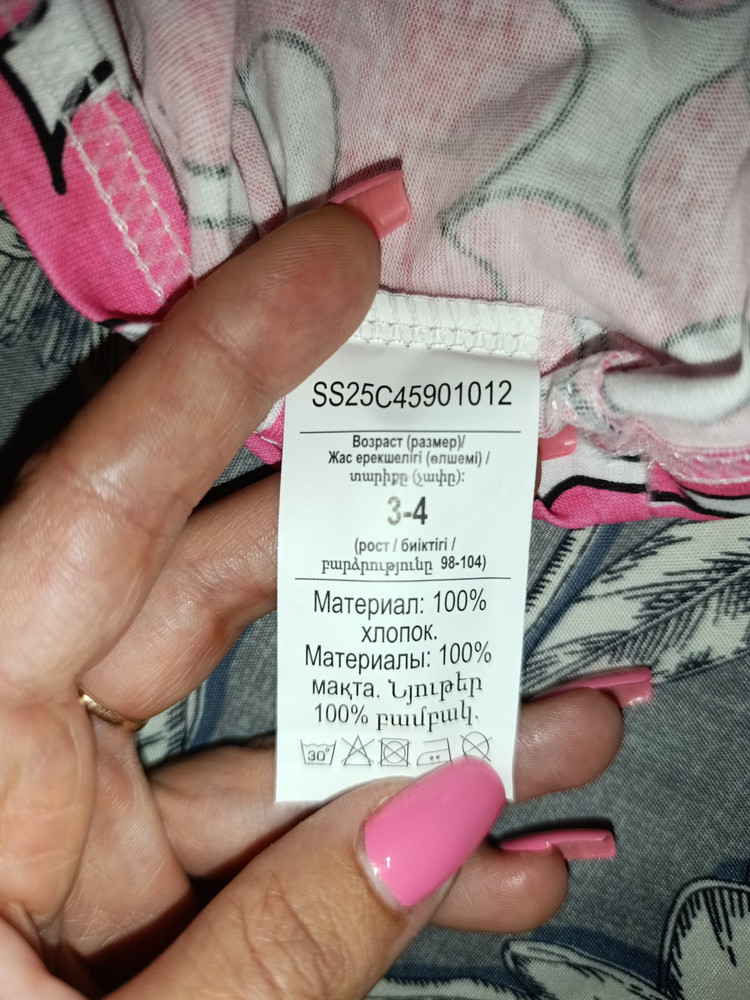 SS25C45901012
Возраст (размер)/
Жас ерекшелігі (өлшемі) /
տարիքը (չափը):
3-4
(рост / биіктігі /
բարձրությունը 98-104)
Материал: 100%
хлопок.
Материалы: 100%
мақта. Նյութեր
100% բամբակ.
30°